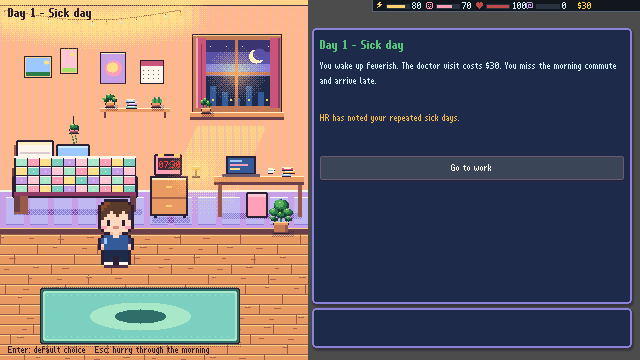 Day 1 - Sick day
80 70 100 0 $30
Day 1 - Sick day
You wake up feverish. The doctor visit costs $30. You miss the morning commute
and arrive late.
HR has noted your repeated sick days.
Go to work
07:30
Enter: default choice Esc: hurry through the morning